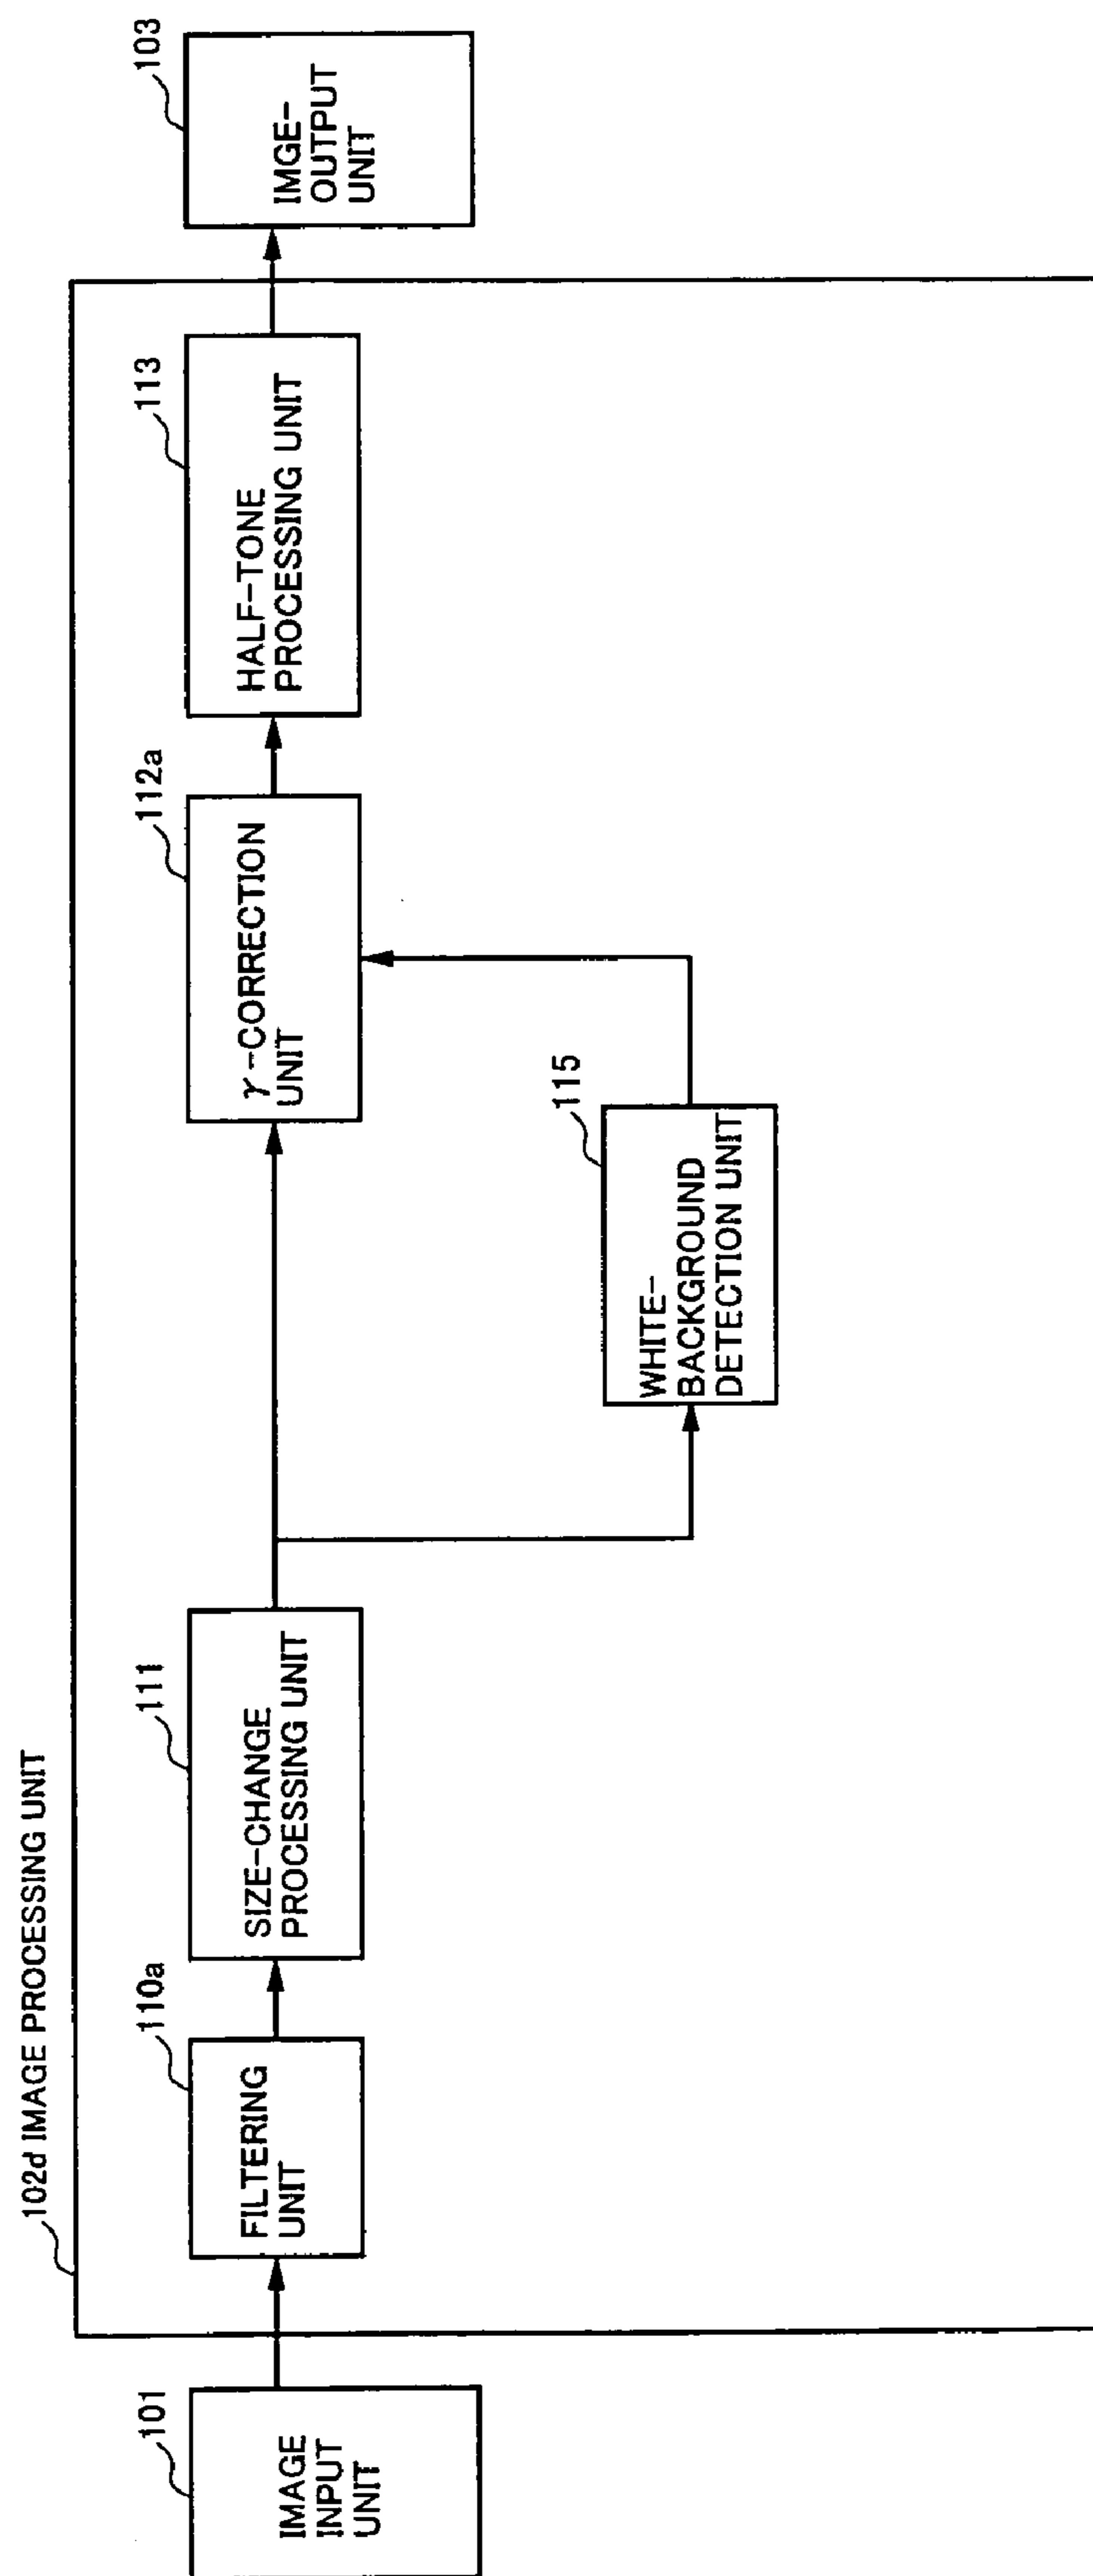 102d IMAGE PROCESSING UNIT
101
IMAGE
INPUT
UNIT
110a
FILTERING
UNIT
111
SIZE-CHANGE
PROCESSING UNIT
115
WHITE-
BACKGROUND
DETECTION UNIT
112a
γ-CORRECTION
UNIT
113
HALF-TONE
PROCESSING UNIT
103
IMGE-
OUTPUT
UNIT